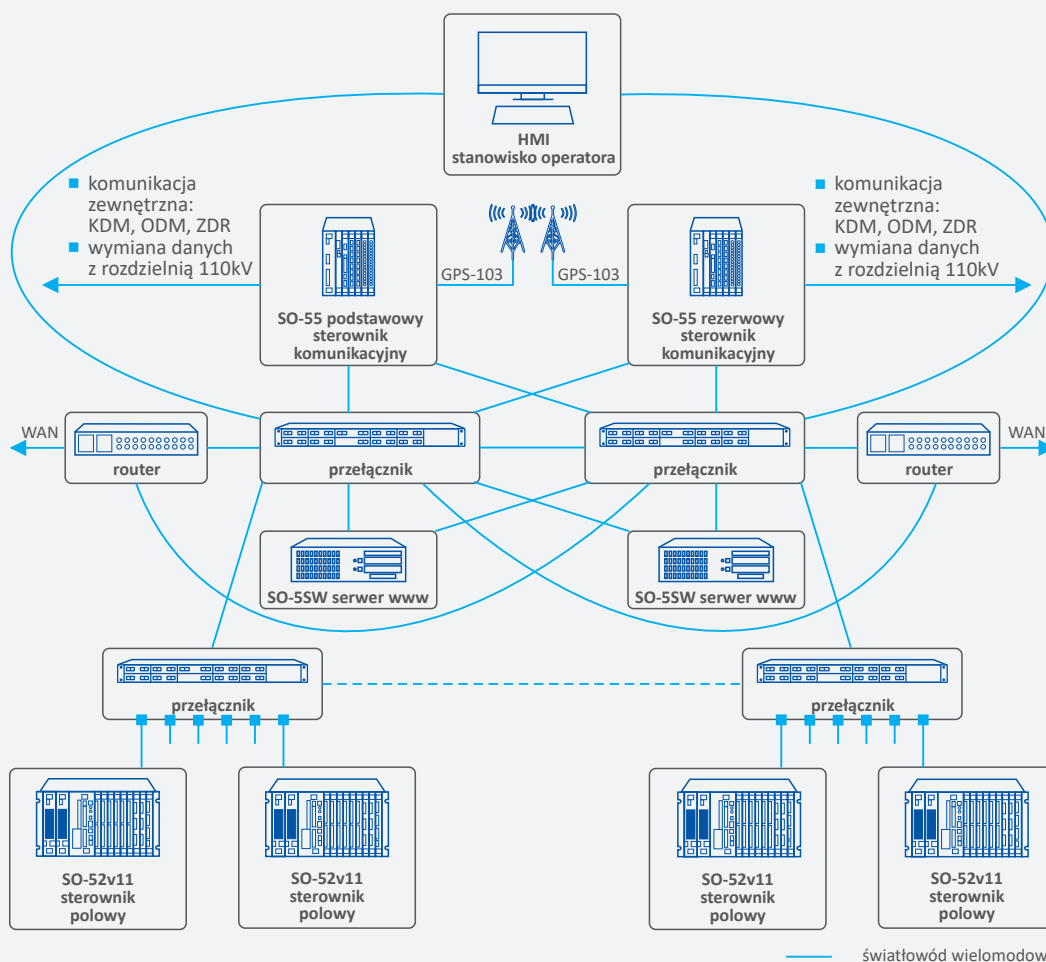 HMI
stanowisko operatora
komunikacja
zewnętrzna:
KDM, ODM, ZDR
wymiana danych
z rozdzielnią 110kV
komunikacja
zewnętrzna:
KDM, ODM, ZDR
wymiana danych
z rozdzielnią 110kV
GPS-103
GPS-103
SO-55 podstawowy
sterownik
komunikacyjny
SO-55 rezerwowy
sterownik
komunikacyjny
WAN
router
przełącznik
przełącznik
router
WAN
SO-5SW serwer www
SO-5SW serwer www
przełącznik
przełącznik
SO-52v11
sterownik
polowy
SO-52v11
sterownik
polowy
SO-52v11
sterownik
polowy
SO-52v11
sterownik
polowy
światłowód wielomodow